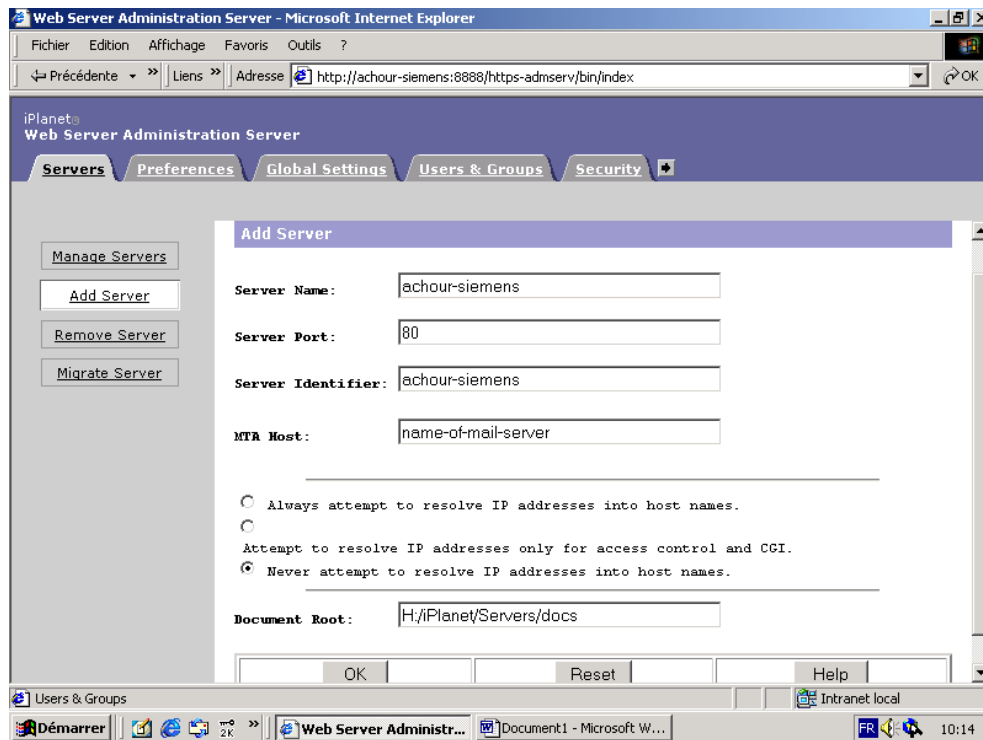 Web Server Administration Server - Microsoft Internet Explorer
Fichier Edition Affichage Favoris Outils ?
Précédente » Liens » Adresse http://achour-siemens:8888/https-admserv/bin/index OK
iPlanet
Web Server Administration Server
Servers Preferences Global Settings Users & Groups Security
Add Server
Manage Servers
Add Server
Remove Server
Migrate Server
Server Name: achour-siemens
Server Port: 80
Server Identifier: achour-siemens
MTA Host: name-of-mail-server
Always attempt to resolve IP addresses into host names.
Attempt to resolve IP addresses only for access control and CGI.
Never attempt to resolve IP addresses into host names.
Document Root: H:/iPlanet/Servers/docs
OK Reset Help
Users & Groups Intranet local
Démarrer 2K » Web Server Administr... Document1 - Microsoft W... FR 10:14